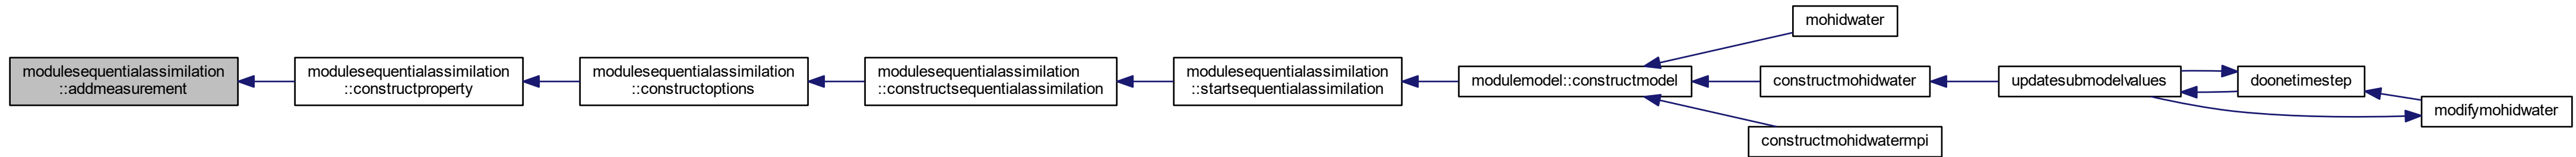 modulesequentialassimilation
::addmeasurement
modulesequentialassimilation
::constructproperty
modulesequentialassimilation
::constructoptions
modulesequentialassimilation
::constructsequentialassimilation
modulesequentialassimilation
::startsequentialassimilation
modulemodel::constructmodel
mohidwater
constructmohidwater
constructmohidwatermpi
updatesubmodelvalues
doonetimestep
modifymohidwater